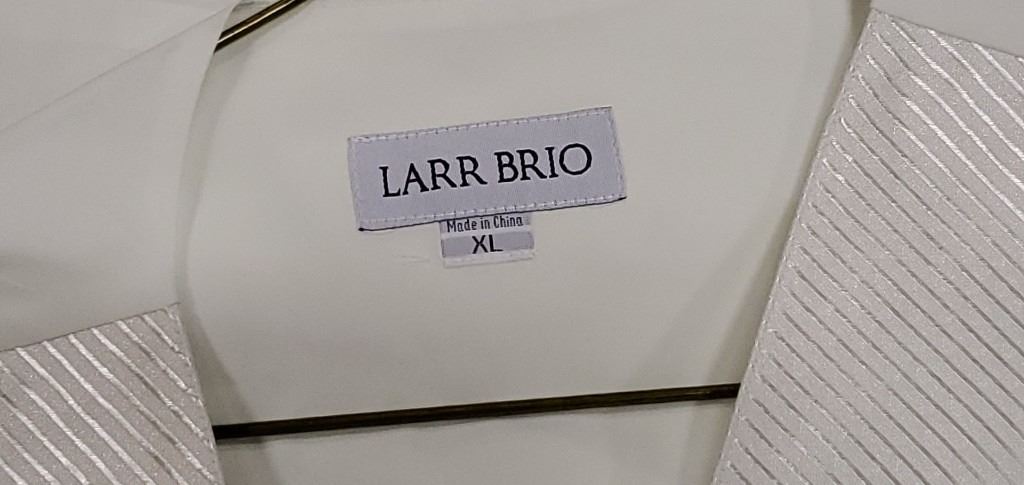 LARR BRIO
Made in China
XL